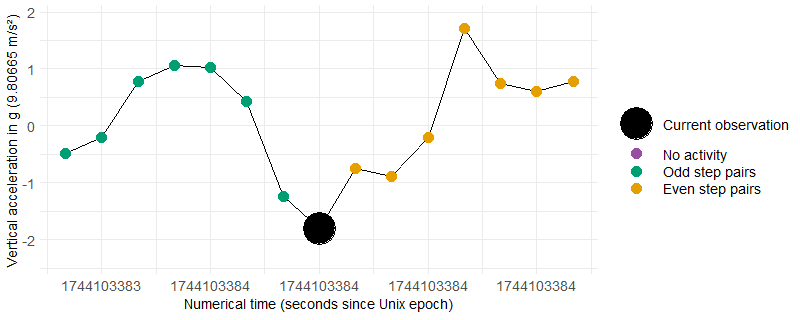 Vertical acceleration in g (9.80665 m/s²)
2
1
0
-1
-2
1744103383 1744103384 1744103384 1744103384 1744103384
Numerical time (seconds since Unix epoch)
Current observation
No activity
Odd step pairs
Even step pairs